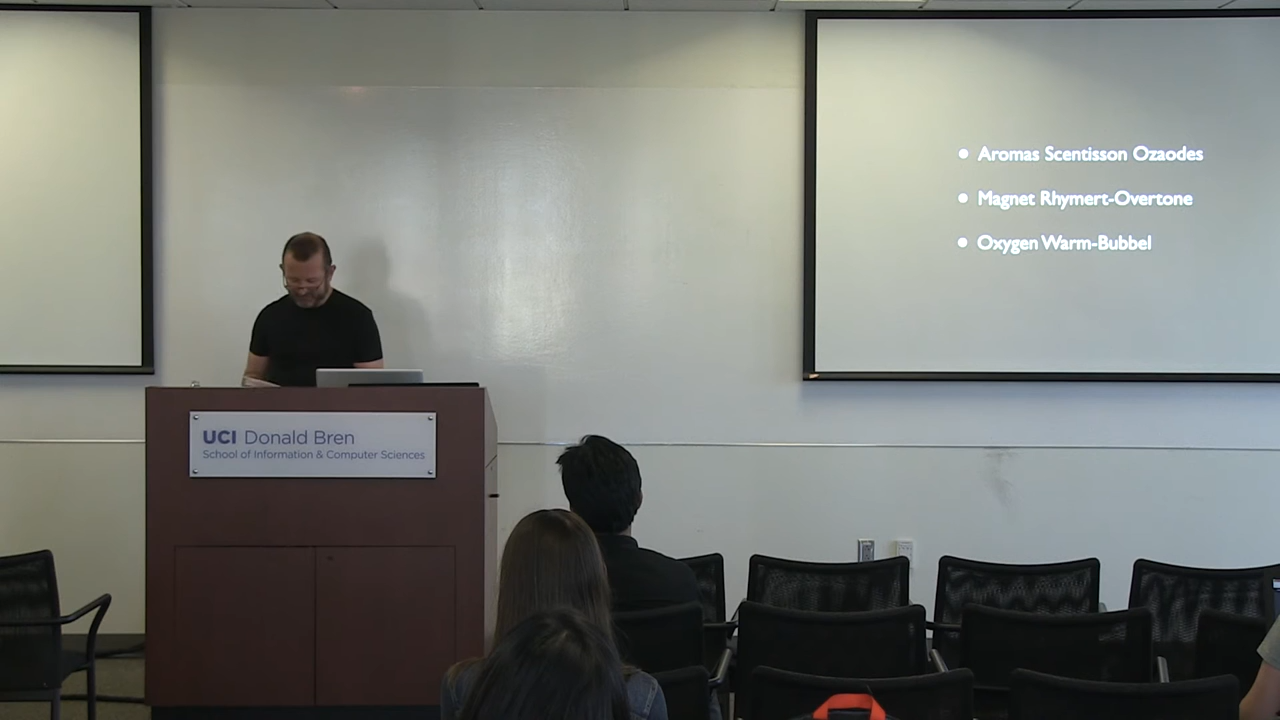 Aromas Scentisson Ozaodes
Magnet Rhymert-Overtone
Oxygen Warm-Bubbel
UCI Donald Bren
School of Information & Computer Sciences